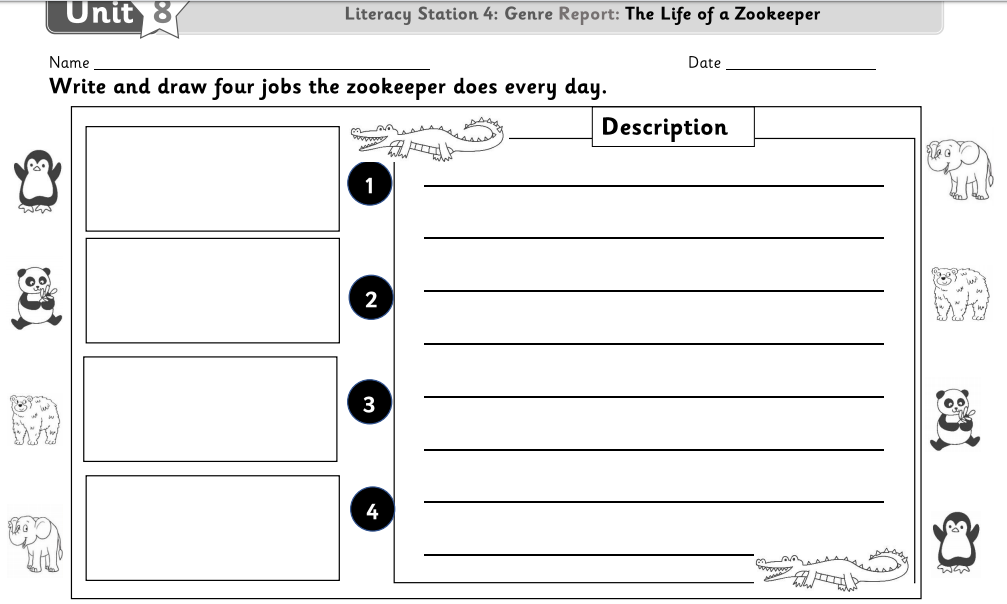 Unit 8
Literacy Station 4: Genre Report: The Life of a Zookeeper
Name
Date
Write and draw four jobs the zookeeper does every day.
Description
1
2
3
4